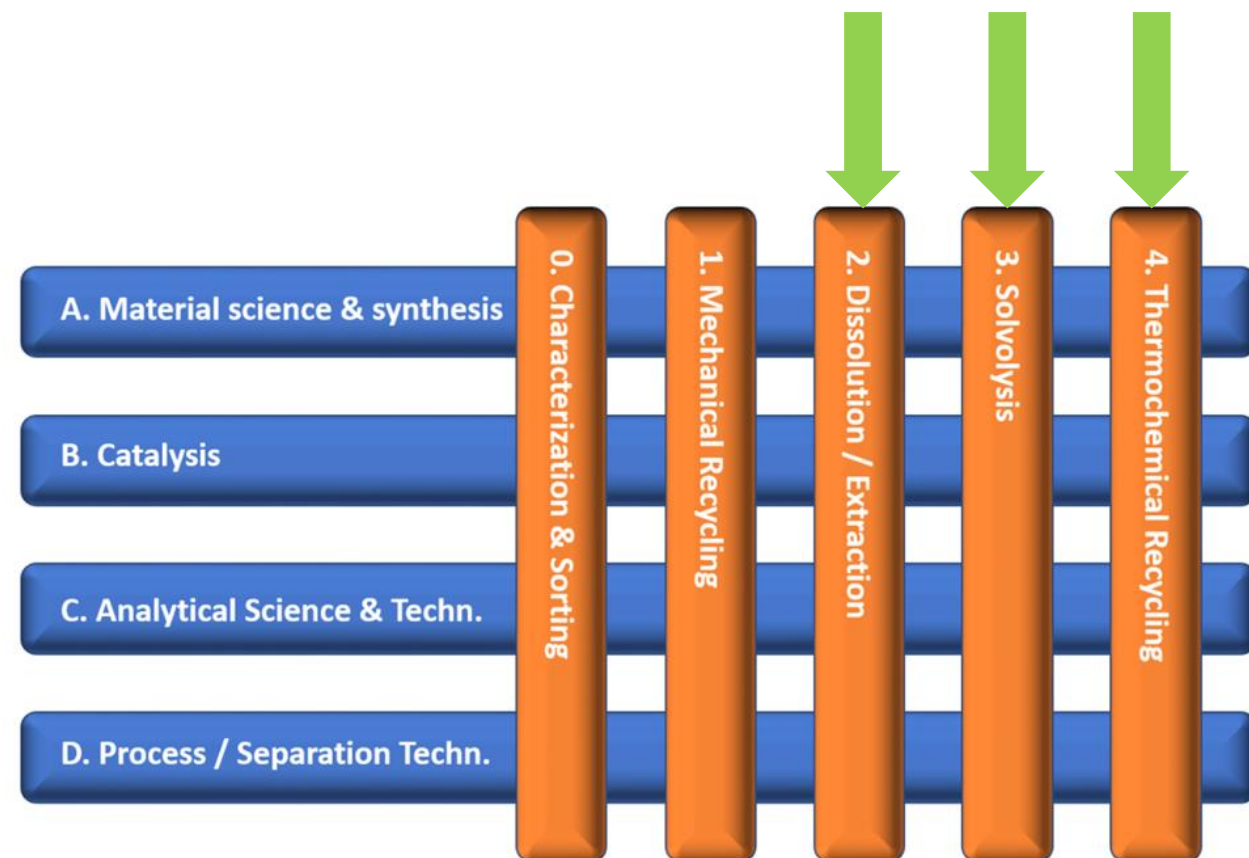 A. Material science & synthesis
B. Catalysis
C. Analytical Science & Techn.
D. Process / Separation Techn.
0. Characterization & Sorting
1. Mechanical Recycling
2. Dissolution / Extraction
3. Solvolysis
4. Thermochemical Recycling